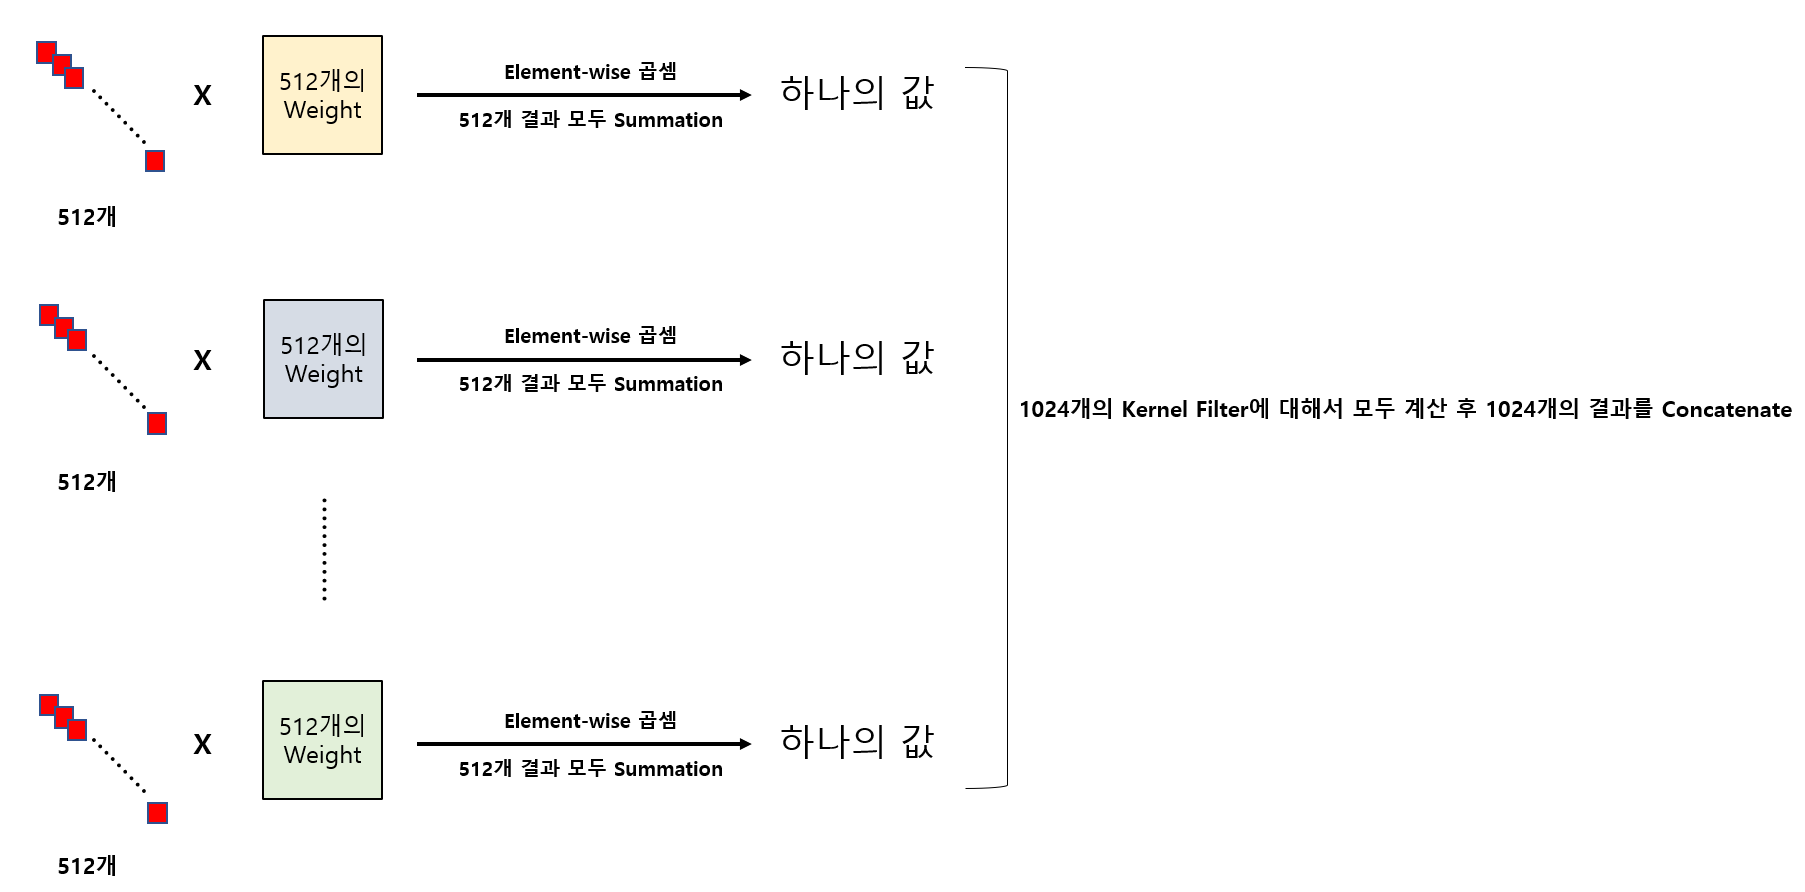 X
512개의
Weight
Element-wise 곱셈
512개 결과 모두 Summation
하나의 값
512개
X
512개의
Weight
Element-wise 곱셈
512개 결과 모두 Summation
하나의 값
512개
1024개의 Kernel Filter에 대해서 모두 계산 후 1024개의 결과를 Concatenate
X
512개의
Weight
Element-wise 곱셈
512개 결과 모두 Summation
하나의 값
512개